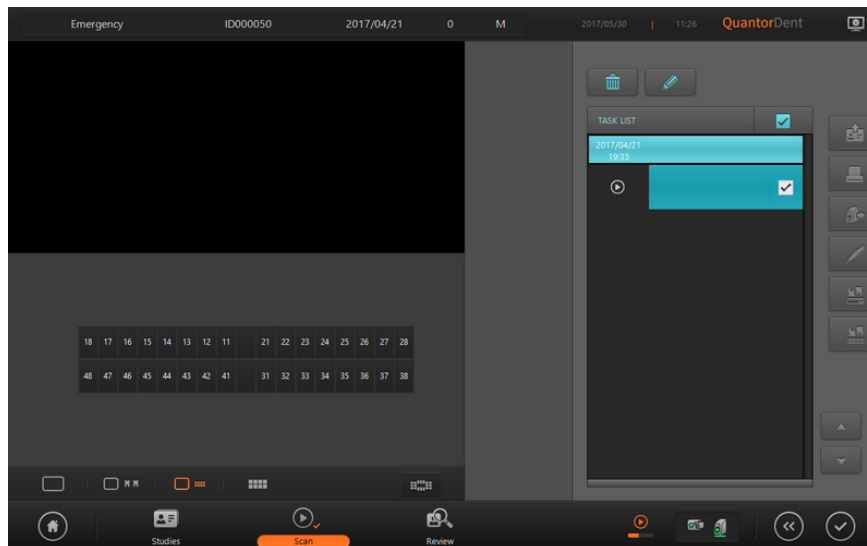 Emergency ID000050 2017/04/21 0 M 2017/05/30 | 11:26 QuantorDent
TASK LIST
2017/04/21
19:35
18 17 16 15 14 13 12 11 21 22 23 24 25 26 27 28
48 47 46 45 44 43 42 41 31 32 33 34 35 36 37 38
Studies Scan Review